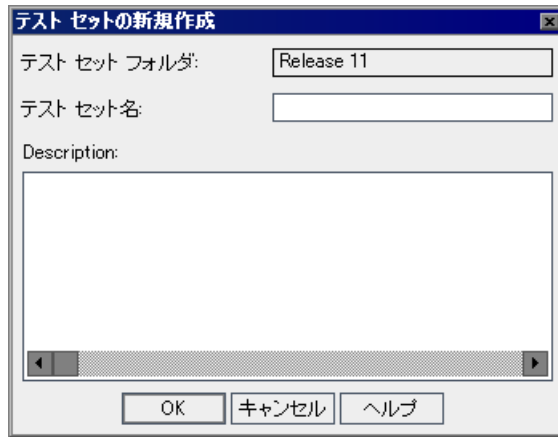 テスト セットの新規作成
テスト セット フォルダ: Release 11
テスト セット名:
Description:
OK キャンセル ヘルプ